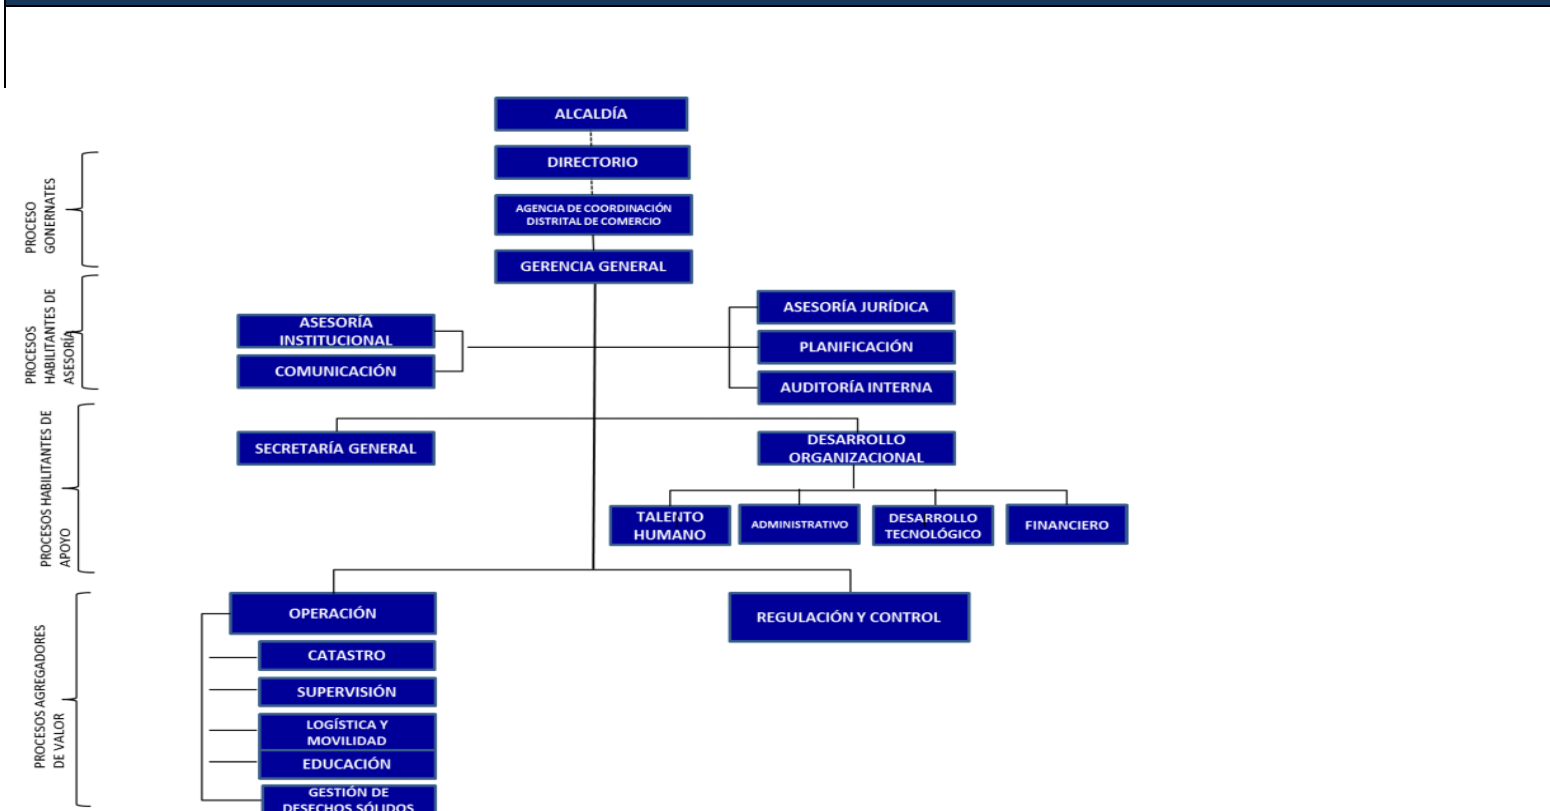 ALCALDÍA
DIRECTORIO
AGENCIA DE COORDINACIÓN
DISTRITAL DE COMERCIO
GERENCIA GENERAL
PROCESO
GONERNATES
ASESORÍA
INSTITUCIONAL
COMUNICACIÓN
ASESORÍA JURÍDICA
PLANIFICACIÓN
AUDITORÍA INTERNA
PROCESOS
HABILITANTES DE
ASESORÍA
SECRETARÍA GENERAL
DESARROLLO
ORGANIZACIONAL
TALENTO
HUMANO
ADMINISTRATIVO
DESARROLLO
TECNOLÓGICO
FINANCIERO
PROCESOS HABILITANTES DE
APOYO
OPERACIÓN
REGULACIÓN Y CONTROL
CATASTRO
SUPERVISIÓN
LOGÍSTICA Y
MOVILIDAD
EDUCACIÓN
GESTIÓN DE
DESECHOS SÓLIDOS
PROCESOS AGREGADORES
DE VALOR